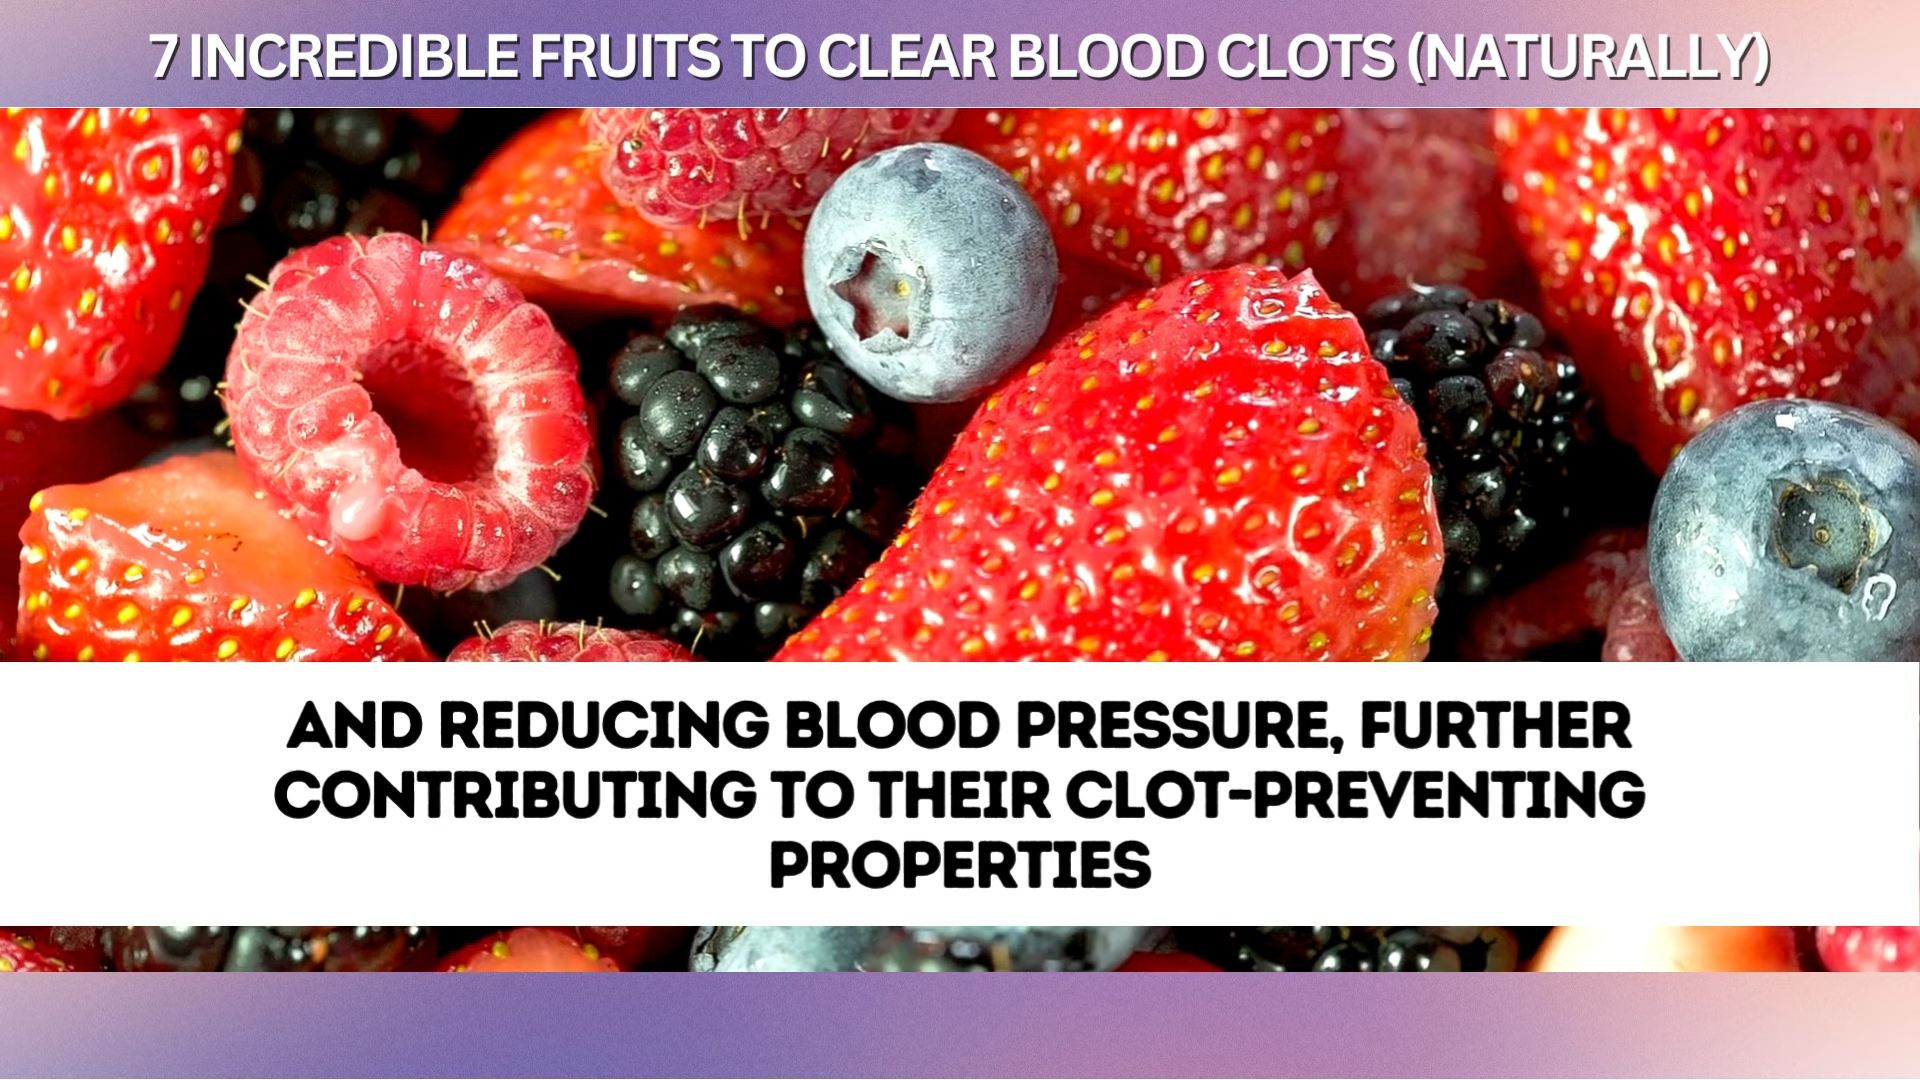 7 INCREDIBLE FRUITS TO CLEAR BLOOD CLOTS (NATURALLY)
AND REDUCING BLOOD PRESSURE, FURTHER
CONTRIBUTING TO THEIR CLOT-PREVENTING
PROPERTIES